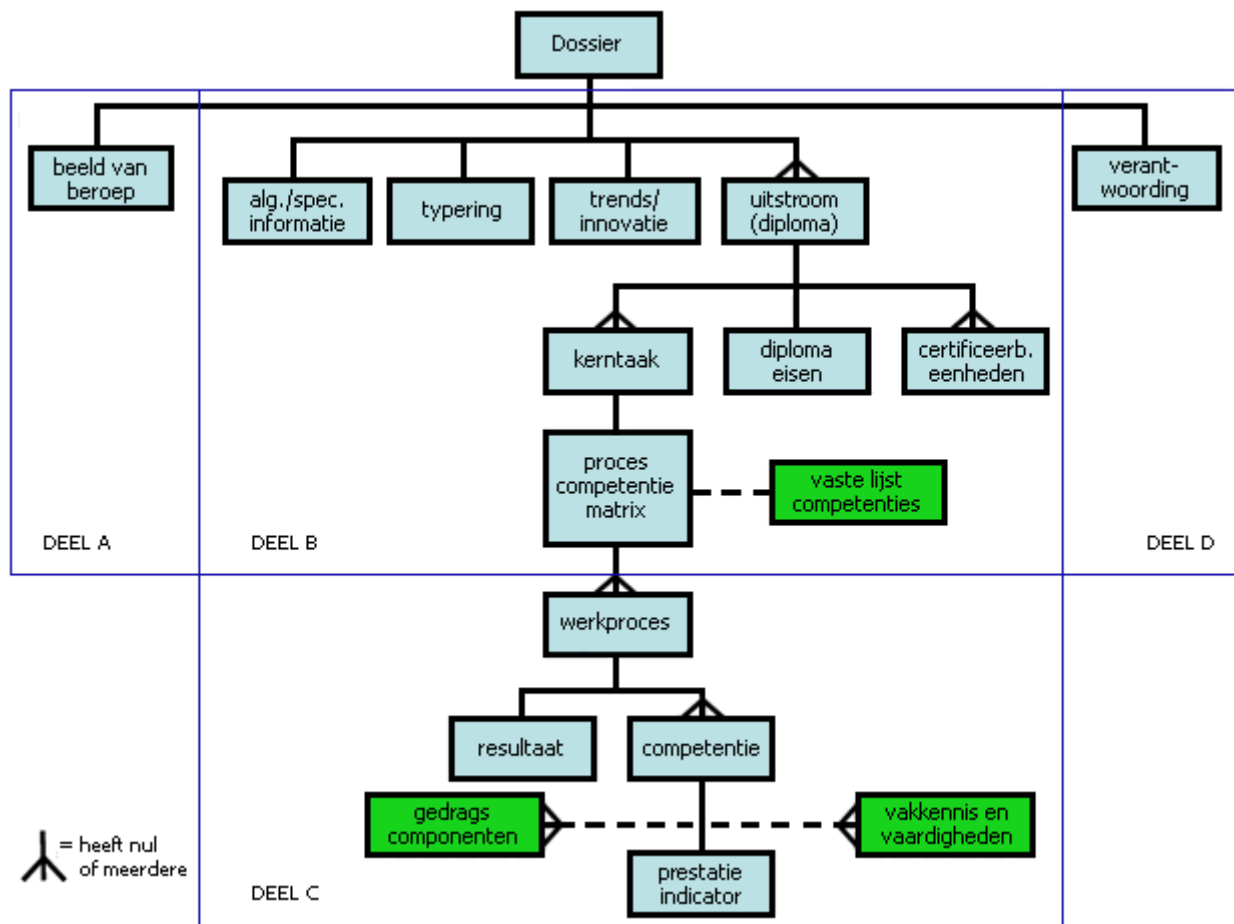 Dossier
beeld van
beroep
alg./spec.
informatie
typering
trends/
innovatie
uitstroom
(diploma)
verant-
woording
kerntaak
diploma
eisen
certificeerb.
eenheden
proces
competentie
matrix
vaste lijst
competenties
DEEL A
DEEL B
DEEL D
werkproces
resultaat
competentie
gedrags
componenten
vakkennis en
vaardigheden
= heeft nul
of meerdere
prestatie
indicator
DEEL C